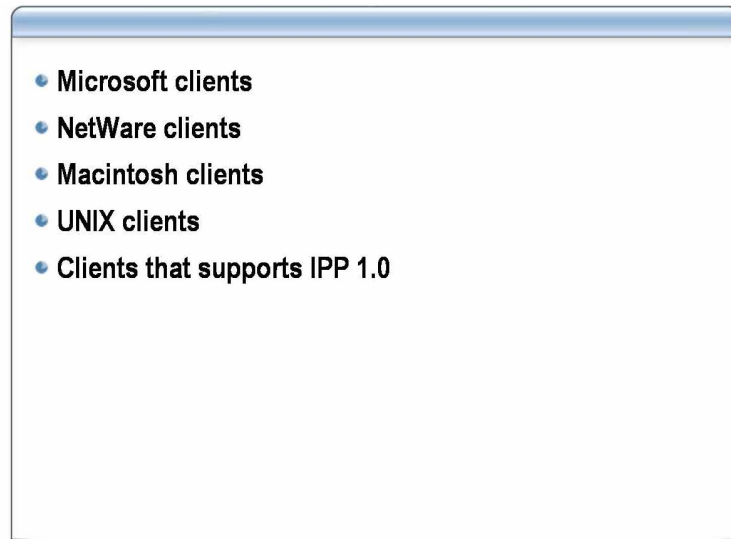 Microsoft clients
NetWare clients
Macintosh clients
UNIX clients
Clients that supports IPP 1.0